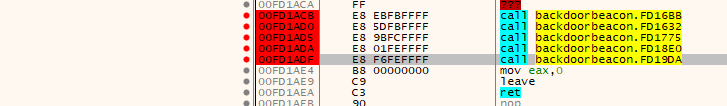 00FD1ACA FF ???
00FD1ACB E8 EBFBFFFF call backdoorbeacon.FD16BB
00FD1AD0 E8 5DFBFFFF call backdoorbeacon.FD1632
00FD1AD5 E8 9BFCFFFF call backdoorbeacon.FD1775
00FD1ADA E8 01FEFFFF call backdoorbeacon.FD18E0
00FD1ADF E8 F6FEFFFF call backdoorbeacon.FD19DA
00FD1AE4 B8 00000000 mov eax,0
00FD1AE9 C9 leave
00FD1AEA C3 ret
00FD1AEB 90 nop